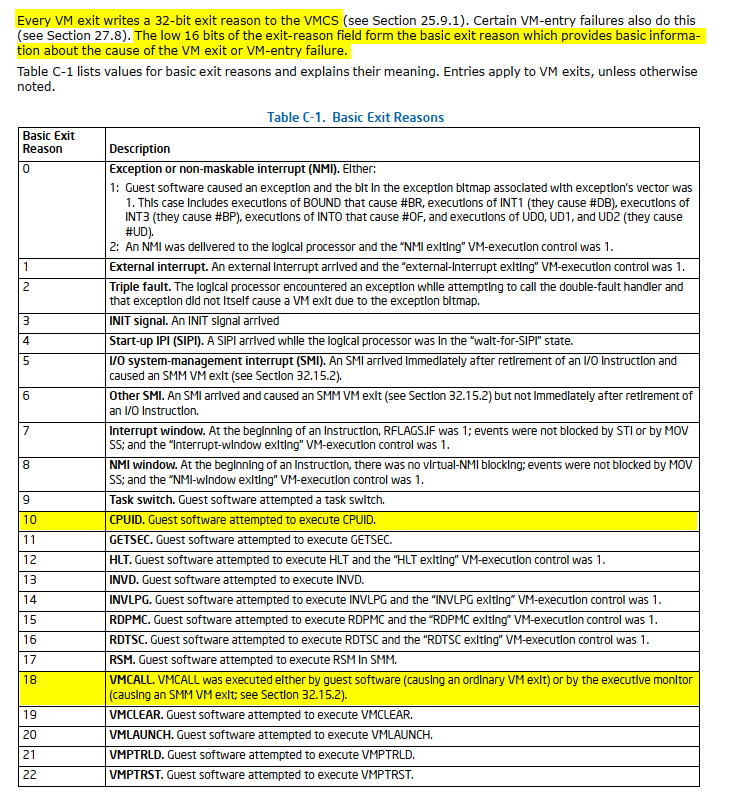 Every VM exit writes a 32-bit exit reason to the VMCS (see Section 25.9.1). Certain VM-entry failures also do this
(see Section 27.8). The low 16 bits of the exit-reason field form the basic exit reason which provides basic informa-
tion about the cause of the VM exit or VM-entry failure.
Table C-1 lists values for basic exit reasons and explains their meaning. Entries apply to VM exits, unless otherwise
noted.
Table C-1. Basic Exit Reasons
Basic Exit
Reason Description
0 Exception or non-maskable interrupt (NMI). Either:
1: Guest software caused an exception and the bit in the exception bitmap associated with exception's vector was
1. This case includes executions of BOUND that cause #BR, executions of INT1 (they cause #DB), executions of
INT3 (they cause #BP), executions of INTO that cause #OF, and executions of UD0, UD1, and UD2 (they cause
#UD).
2: An NMI was delivered to the logical processor and the “NMI exiting” VM-execution control was 1.
1 External interrupt. An external interrupt arrived and the “external-interrupt exiting” VM-execution control was 1.
2 Triple fault. The logical processor encountered an exception while attempting to call the double-fault handler and
that exception did not itself cause a VM exit due to the exception bitmap.
3 INIT signal. An INIT signal arrived
4 Start-up IPI (SIPI). A SIPI arrived while the logical processor was in the “wait-for-SIPI” state.
5 I/O system-management interrupt (SMI). An SMI arrived immediately after retirement of an I/O instruction and
caused an SMM VM exit (see Section 32.15.2).
6 Other SMI. An SMI arrived and caused an SMM VM exit (see Section 32.15.2) but not immediately after retirement of
an I/O instruction.
7 Interrupt window. At the beginning of an instruction, RFLAGS.IF was 1; events were not blocked by STI or by MOV
SS; and the “interrupt-window exiting” VM-execution control was 1.
8 NMI window. At the beginning of an instruction, there was no virtual-NMI blocking; events were not blocked by MOV
SS; and the “NMI-window exiting” VM-execution control was 1.
9 Task switch. Guest software attempted a task switch.
10 CPUID. Guest software attempted to execute CPUID.
11 GETSEC. Guest software attempted to execute GETSEC.
12 HLT. Guest software attempted to execute HLT and the “HLT exiting” VM-execution control was 1.
13 INVD. Guest software attempted to execute INVD.
14 INVLPG. Guest software attempted to execute INVLPG and the “INVLPG exiting” VM-execution control was 1.
15 RDPMC. Guest software attempted to execute RDPMC and the “RDPMC exiting” VM-execution control was 1.
16 RDTSC. Guest software attempted to execute RDTSC and the “RDTSC exiting” VM-execution control was 1.
17 RSM. Guest software attempted to execute RSM in SMM.
18 VMCALL. VMCALL was executed either by guest software (causing an ordinary VM exit) or by the executive monitor
(causing an SMM VM exit; see Section 32.15.2).
19 VMCLEAR. Guest software attempted to execute VMCLEAR.
20 VMLAUNCH. Guest software attempted to execute VMLAUNCH.
21 VMPTRLD. Guest software attempted to execute VMPTRLD.
22 VMPTRST. Guest software attempted to execute VMPTRST.